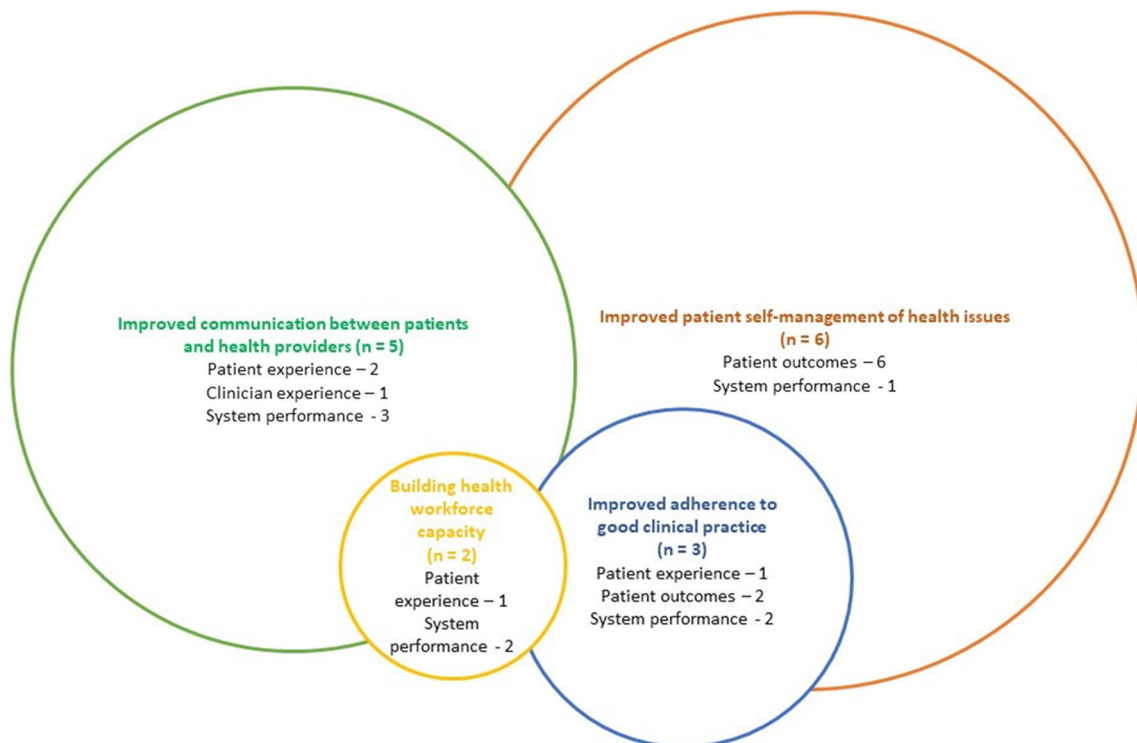 Improved communication between patients
and health providers (n = 5)
Patient experience – 2
Clinician experience – 1
System performance - 3
Improved patient self-management of health issues
(n = 6)
Patient outcomes – 6
System performance - 1
Building health
workforce
capacity
(n = 2)
Patient
experience – 1
System
performance - 2
Improved adherence to
good clinical practice
(n = 3)
Patient experience – 1
Patient outcomes – 2
System performance - 2